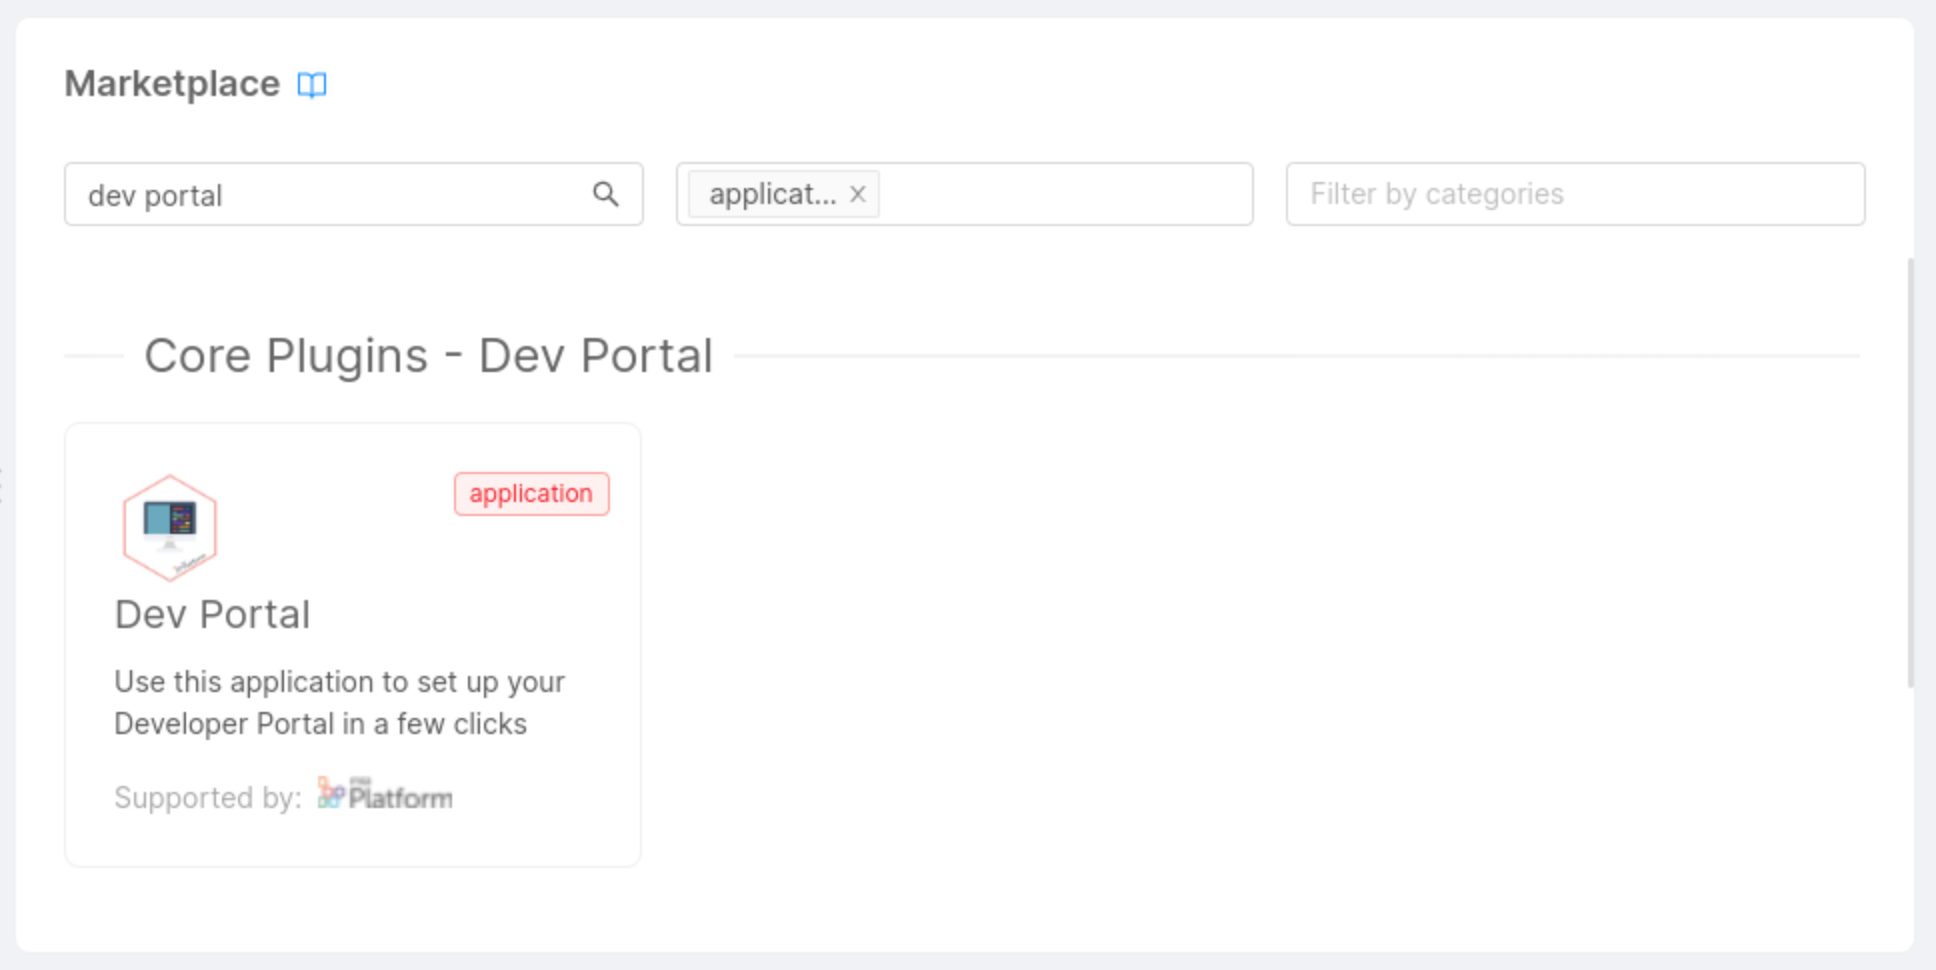 Marketplace
dev portal
applicat...
Filter by categories
Core Plugins - Dev Portal
application
Dev Portal
Use this application to set up your
Developer Portal in a few clicks
Supported by: Platform